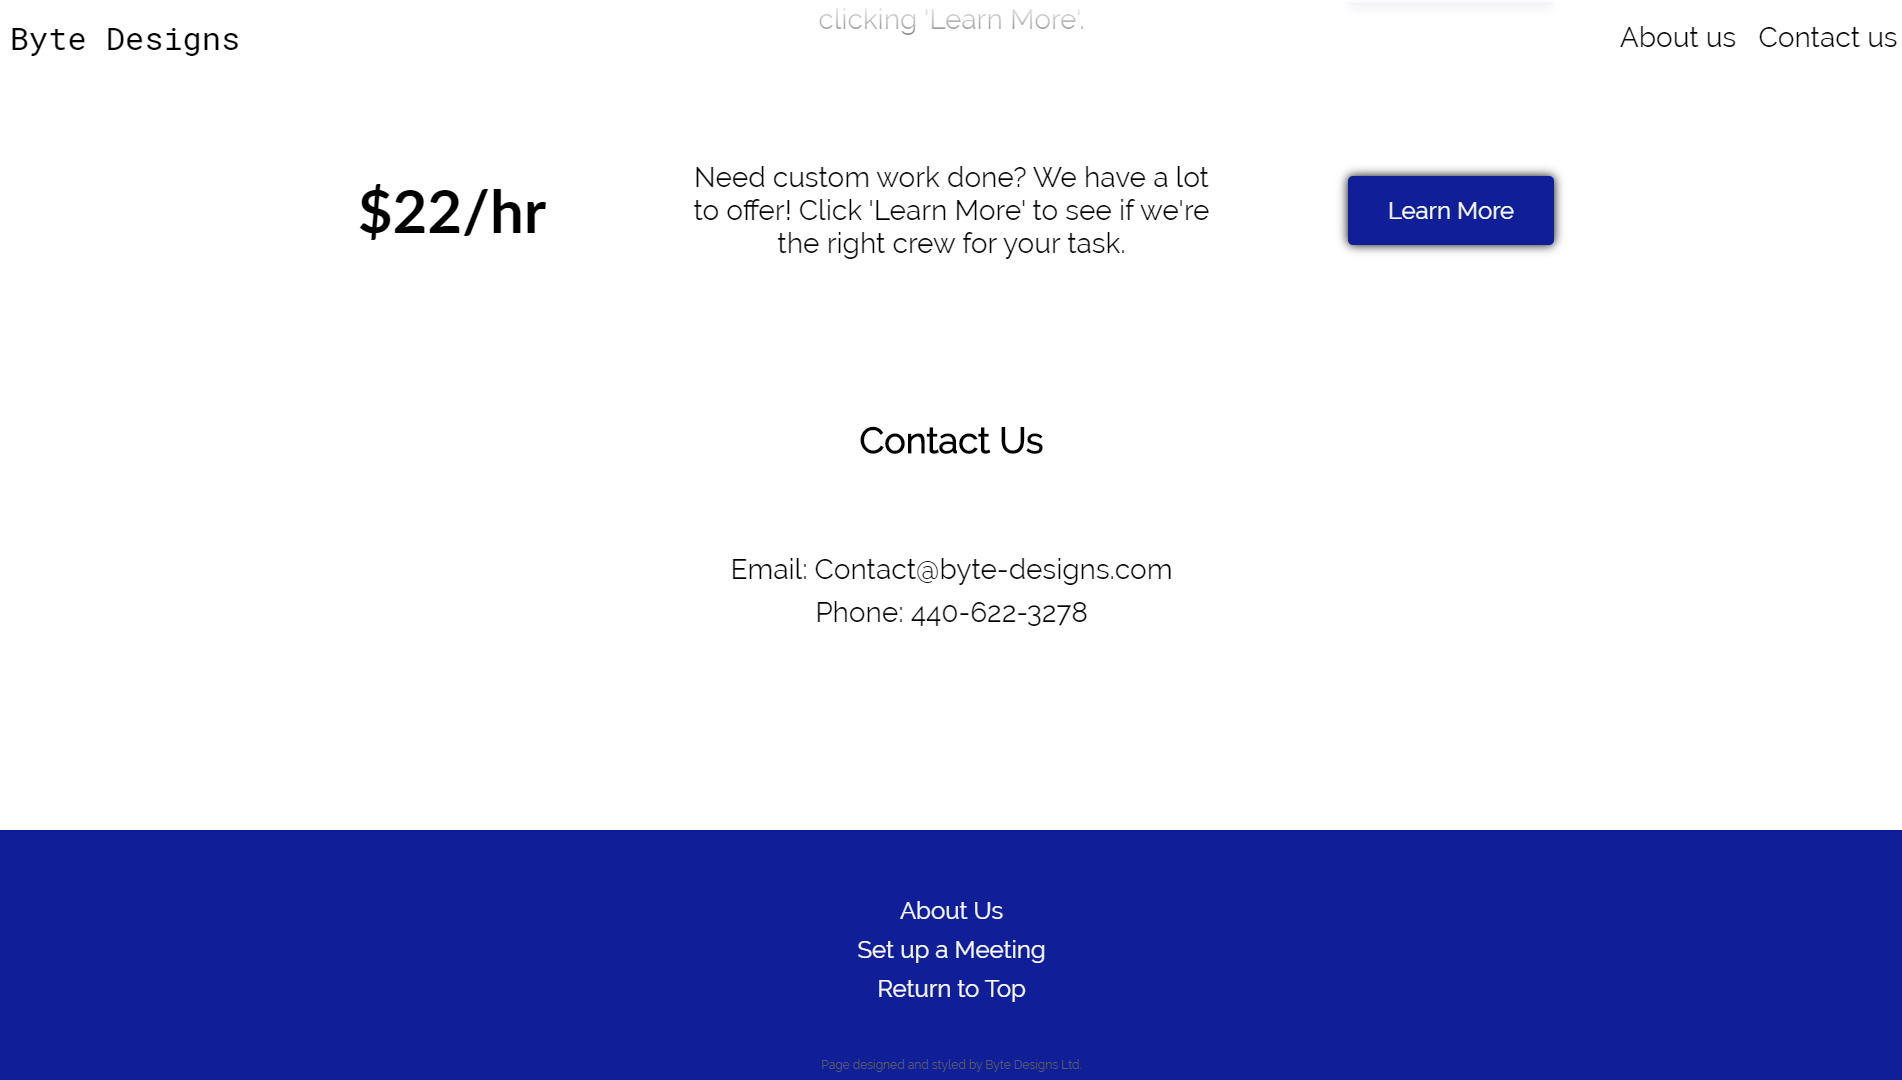 clicking 'Learn More'.
Byte Designs
About us
Contact us
$22/hr
Need custom work done? We have a lot
to offer! Click 'Learn More' to see if we're
the right crew for your task.
Learn More
Contact Us
Email: Contact@byte-designs.com
Phone: 440-622-3278
About Us
Set up a Meeting
Return to Top
Page designed and styled by Byte Designs Ltd.